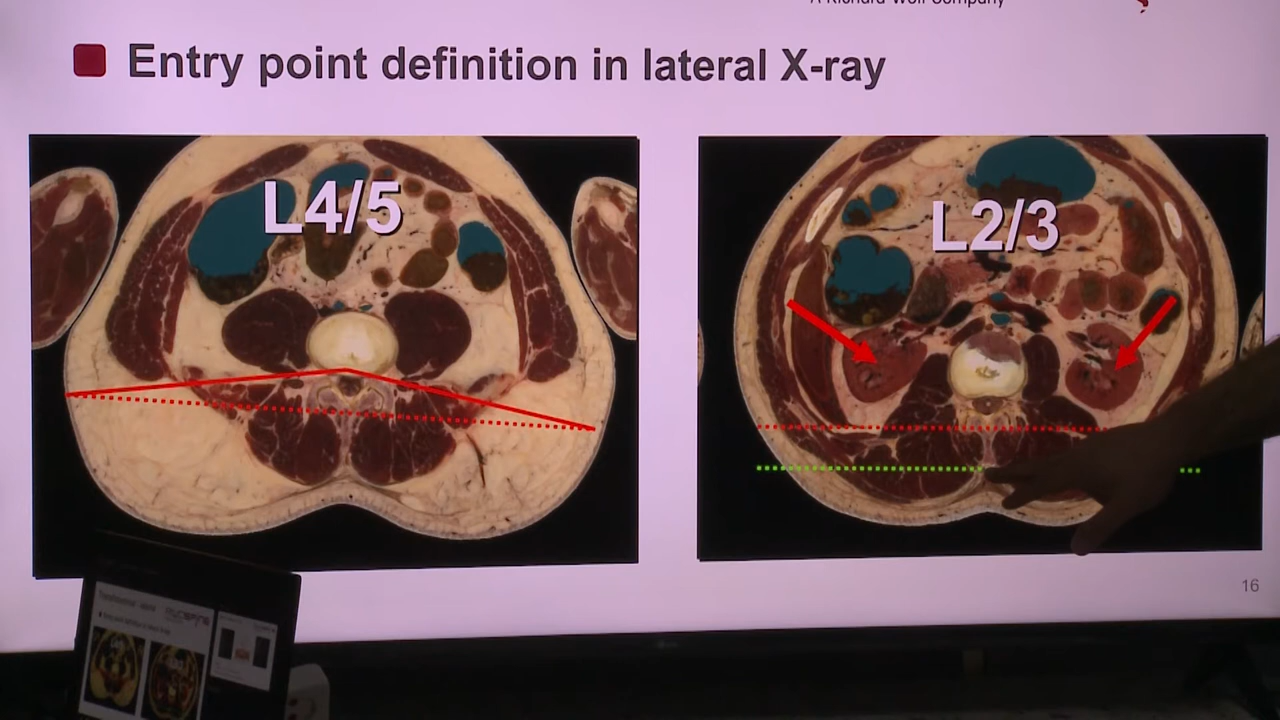 A Richard Wolf Company
Entry point definition in lateral X-ray
L4/5
L2/3
16